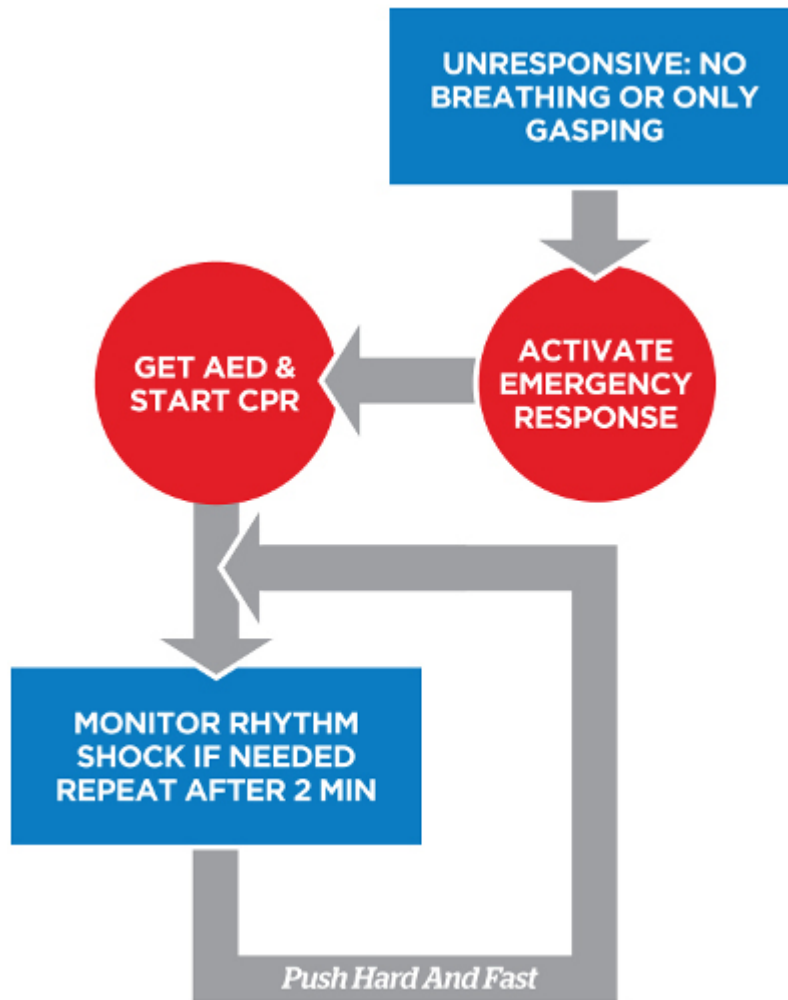 UNRESPONSIVE: NO
BREATHING OR ONLY
GASPING
ACTIVATE
EMERGENCY
RESPONSE
GET AED &
START CPR
MONITOR RHYTHM
SHOCK IF NEEDED
REPEAT AFTER 2 MIN
Push Hard And Fast